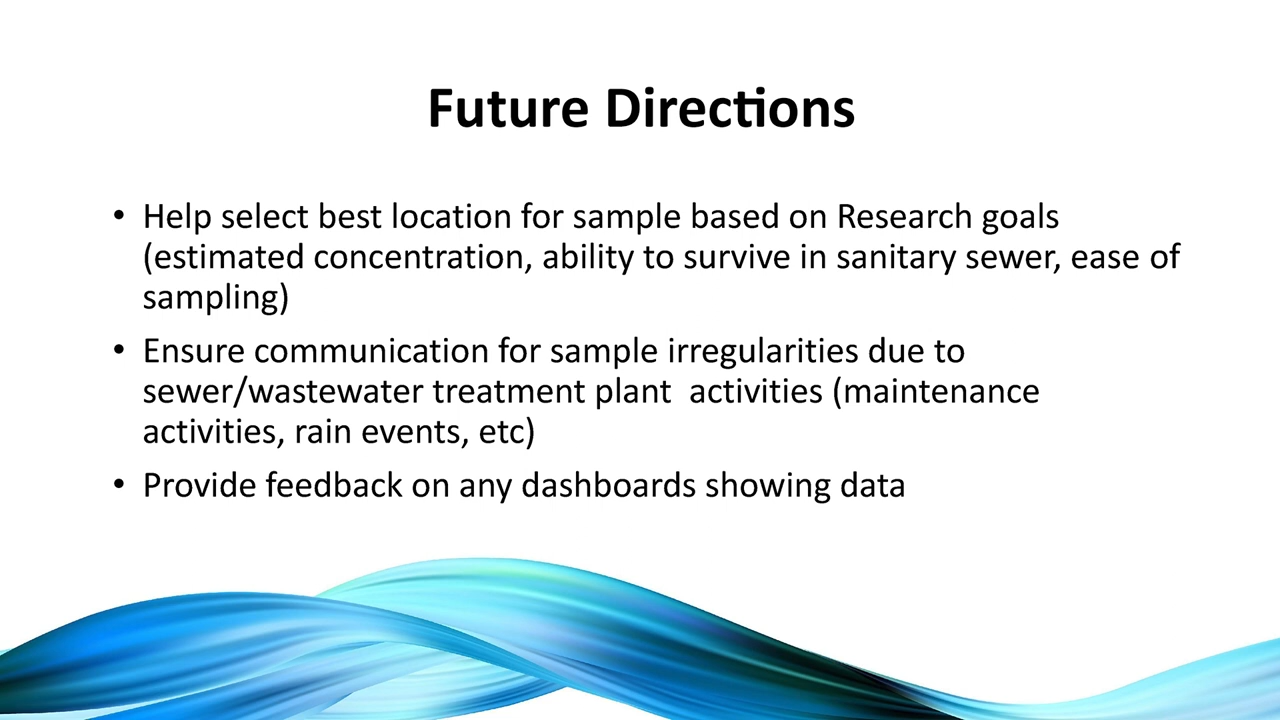 Future Directions
• Help select best location for sample based on Research goals
(estimated concentration, ability to survive in sanitary sewer, ease of
sampling)
• Ensure communication for sample irregularities due to
sewer/wastewater treatment plant  activities (maintenance
activities, rain events, etc)
• Provide feedback on any dashboards showing data